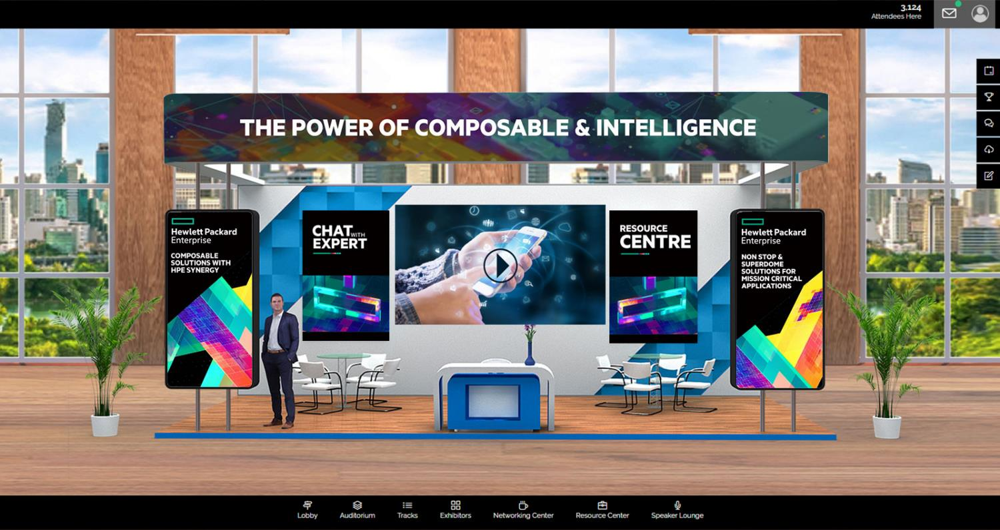 3,124
Attendees Here
THE POWER OF COMPOSABLE & INTELLIGENCE
Hewlett Packard
Enterprise
COMPOSABLE
SOLUTIONS WITH
HPE SYNERGY
CHAT WITH
EXPERT
RESOURCE
CENTRE
Hewlett Packard
Enterprise
NON STOP &
SUPERDOME
SOLUTIONS FOR
MISSION CRITICAL
APPLICATIONS
Lobby
Auditorium
Tracks
Exhibitors
Networking Center
Resource Center
Speaker Lounge